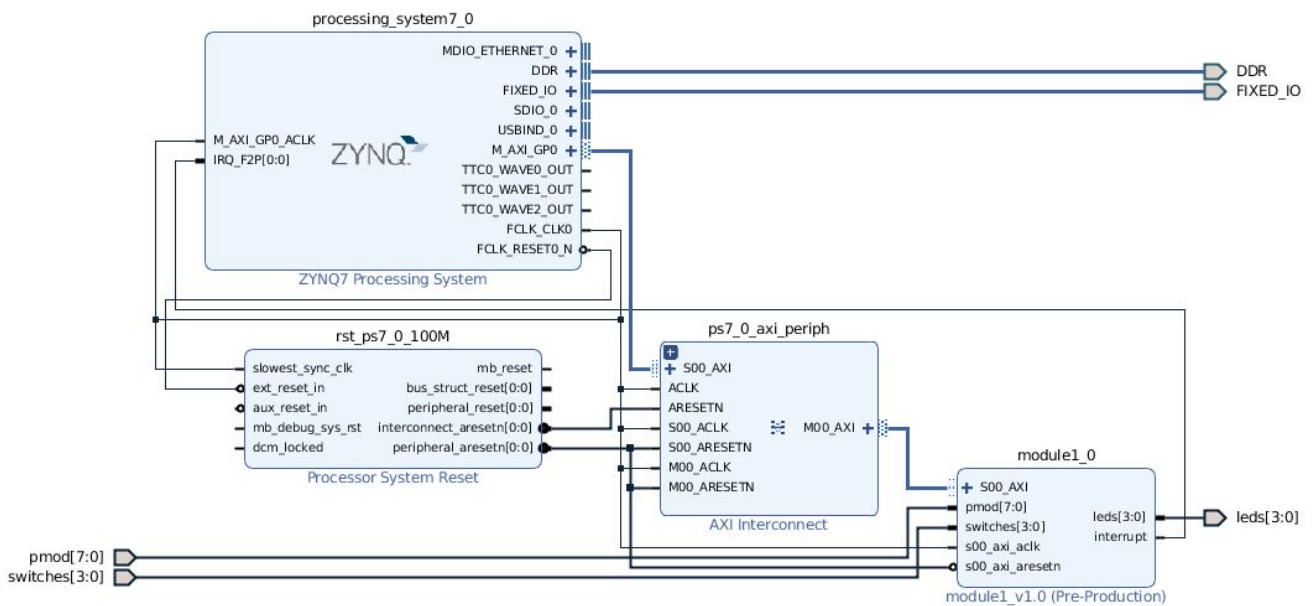 processing_system7_0
MDIO_ETHERNET_0
DDR
FIXED_IO
SDIO_0
USBIND_0
M_AXI_GP0
TTC0_WAVE0_OUT
TTC0_WAVE1_OUT
TTC0_WAVE2_OUT
FCLK_CLK0
FCLK_RESET0_N
M_AXI_GP0_ACLK
IRQ_F2P[0:0]
ZYNQ
ZYNQ7 Processing System
DDR
FIXED_IO
rst_ps7_0_100M
slowest_sync_clk
ext_reset_in
aux_reset_in
mb_debug_sys_rst
dcm_locked
mb_reset
bus_struct_reset[0:0]
peripheral_reset[0:0]
interconnect_aresetn[0:0]
peripheral_aresetn[0:0]
Processor System Reset
ps7_0_axi_periph
S00_AXI
ACLK
ARESETN
S00_ACLK
S00_ARESETN
M00_ACLK
M00_ARESETN
M00_AXI
AXI Interconnect
module1_0
S00_AXI
pmod[7:0]
switches[3:0]
s00_axi_aclk
s00_axi_aresetn
leds[3:0]
interrupt
module1_v1.0 (Pre-Production)
leds[3:0]
pmod[7:0]
switches[3:0]